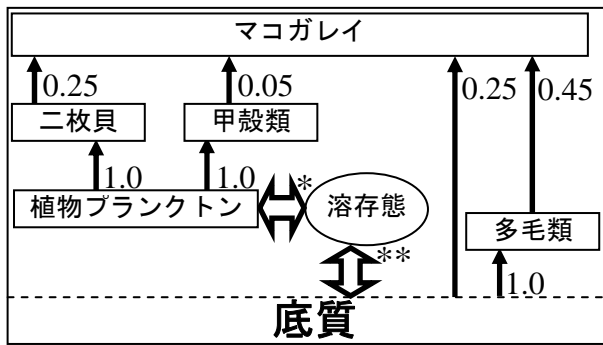 マコガレイ
0.25
0.05
0.25
0.45
二枚貝
甲殻類
1.0
1.0
*
植物プランクトン
溶存態
多毛類
**
1.0
底質